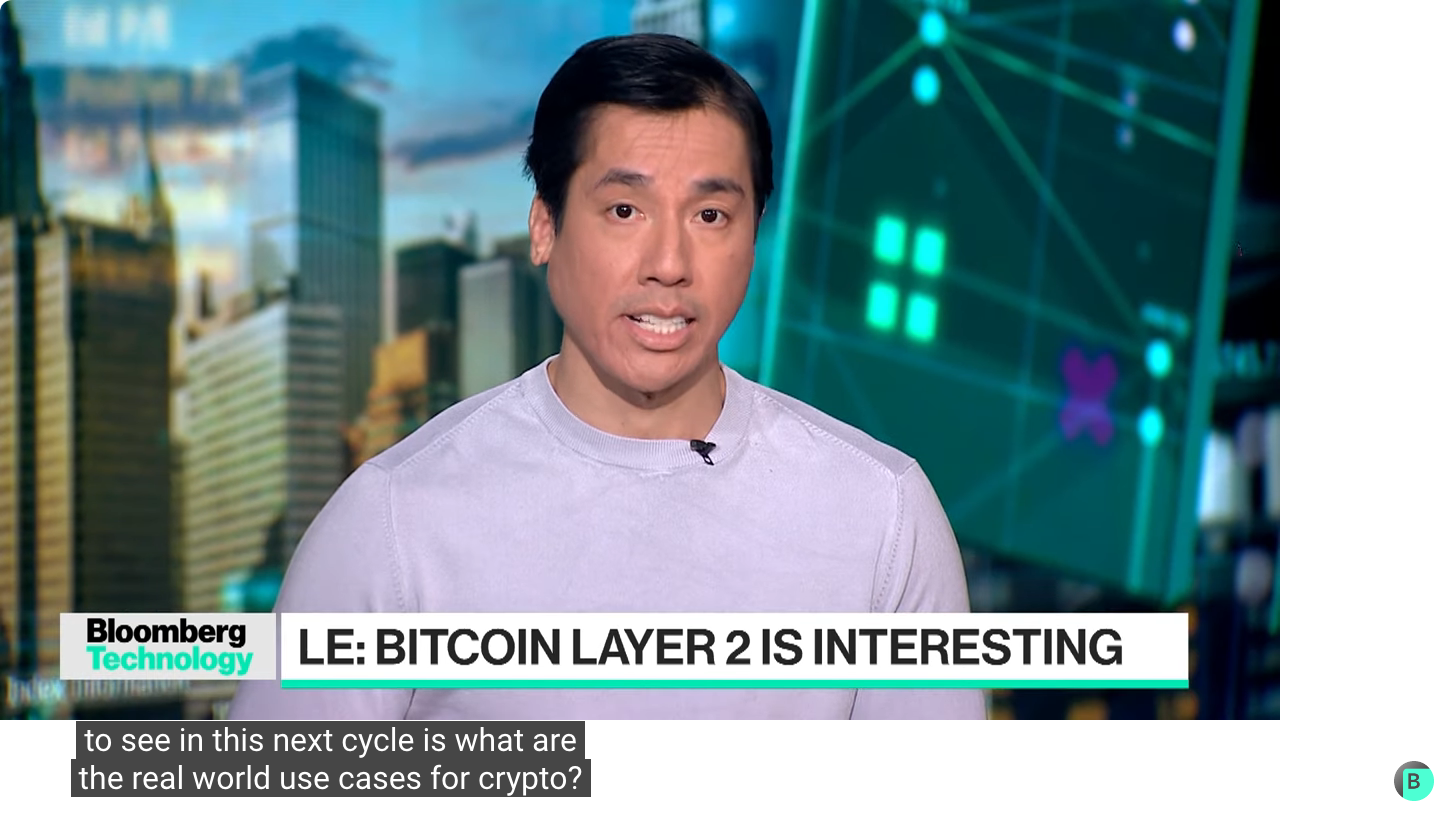 Bloomberg
Technology
LE: BITCOIN LAYER 2 IS INTERESTING
to see in this next cycle is what are
the real world use cases for crypto?
B